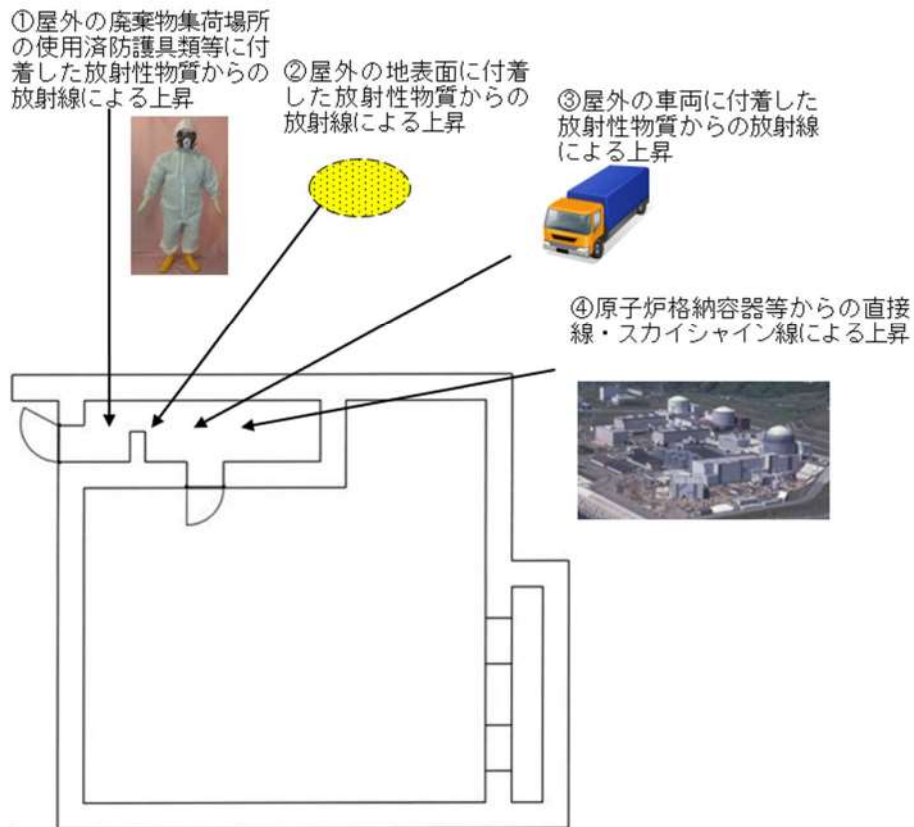 ①屋外の廃棄物集荷場所
の使用済防護具類等に付
着した放射性物質からの
放射線による上昇
②屋外の地表面に付着
した放射性物質からの
放射線による上昇
③屋外の車両に付着した
放射性物質からの放射線
による上昇
④原子炉格納容器等からの直接
線・スカイシャイン線による上昇